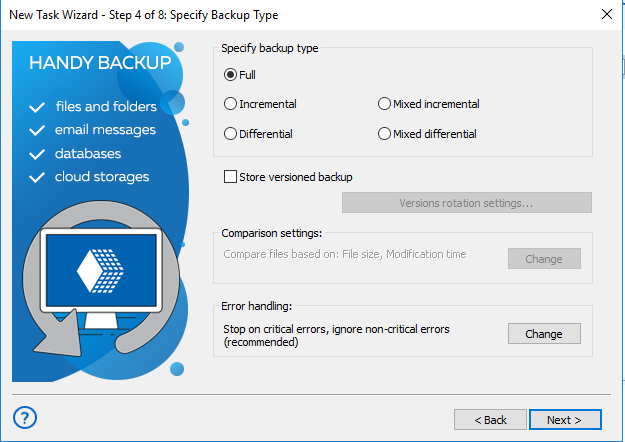 New Task Wizard - Step 4 of 8: Specify Backup Type
HANDY BACKUP
files and folders
email messages
databases
cloud storages
Specify backup type
Full
Incremental
Mixed incremental
Differential
Mixed differential
Store versioned backup
Versions rotation settings...
Comparison settings:
Compare files based on: File size, Modification time
Change
Error handling:
Stop on critical errors, ignore non-critical errors
(recommended)
Change
?
< Back
Next >